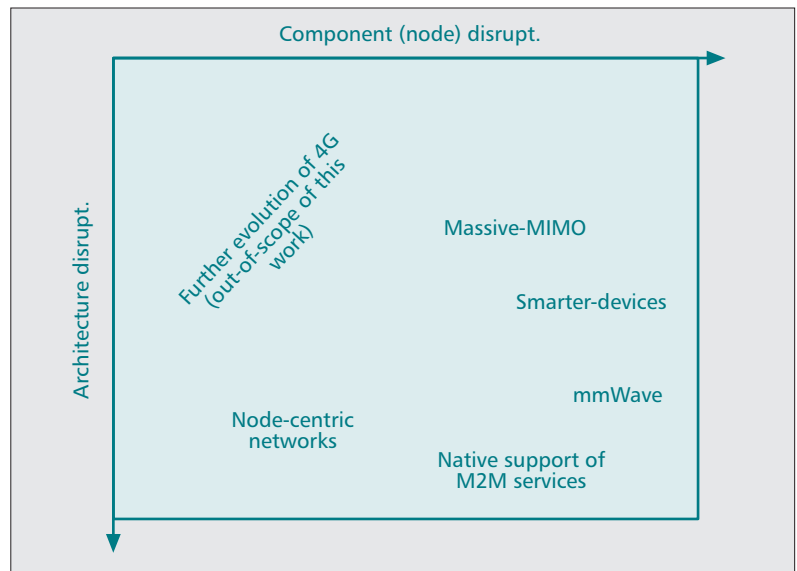 Component (node) disrupt.
Architecture disrupt.
Further evolution of 4G
(out-of-scope of this
work)
Massive-MIMO
Smarter-devices
mmWave
Node-centric
networks
Native support of
M2M services